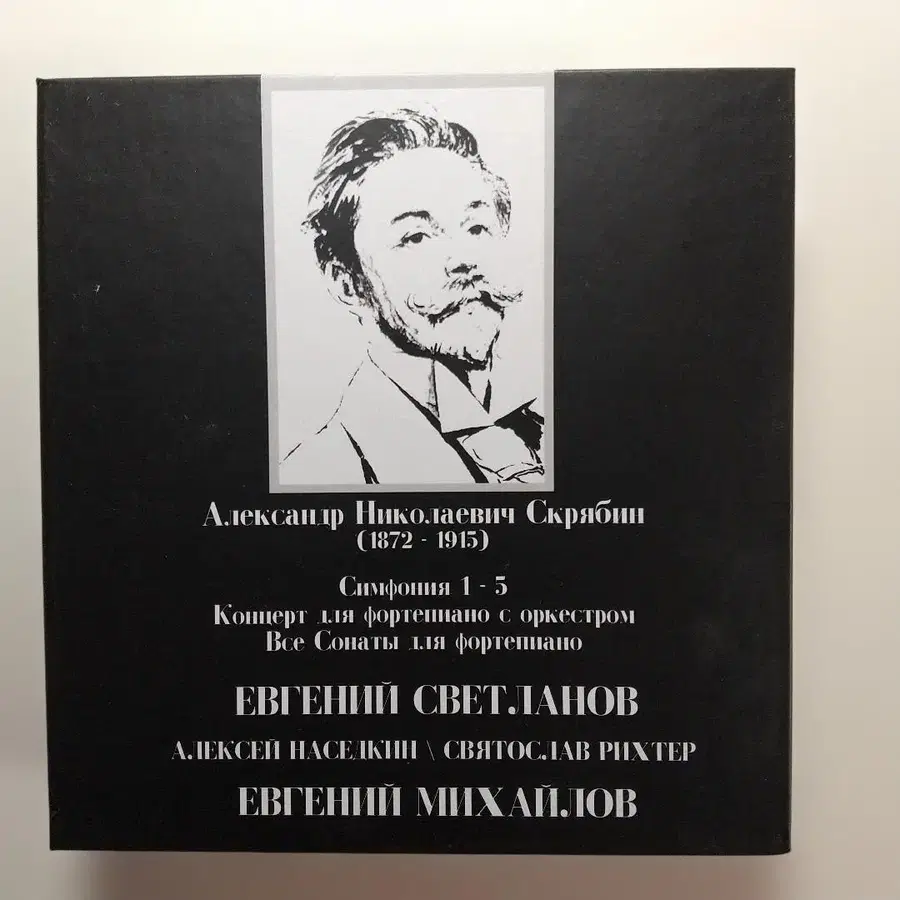 Александр Николаевич Скрябин
(1872 - 1915)
Симфония 1 - 5
Концерт для фортепиано с оркестром
Все Сонаты для фортепиано
ЕВГЕНИЙ СВЕТЛАНОВ
АЛЕКСЕЙ НАСЕДКИН \ СВЯТОСЛАВ РИХТЕР
ЕВГЕНИЙ МИХАЙЛОВ